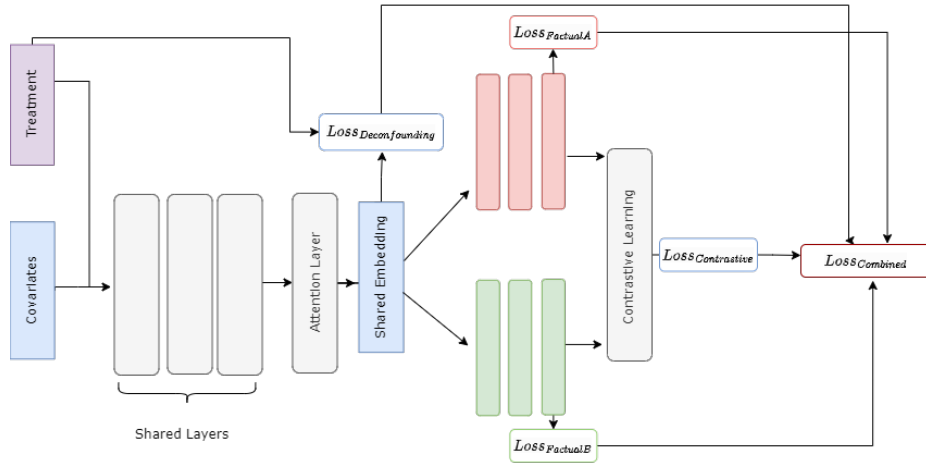 Treatment
Covariates
Shared Layers
Attention Layer
Shared Embedding
Loss_Deconfounding
Loss_FactualA
Loss_FactualB
Contrastive Learning
Loss_Contrastive
Loss_Combined